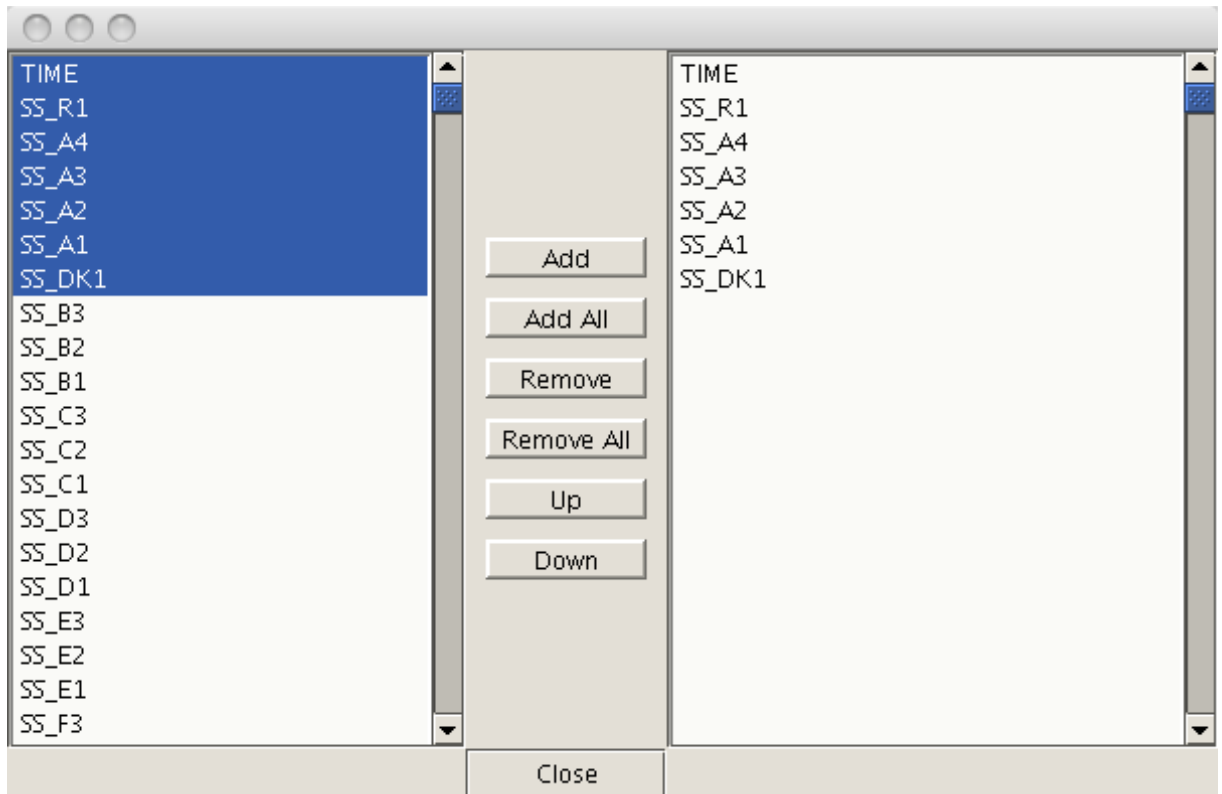 TIME
SS_R1
SS_A4
SS_A3
SS_A2
SS_A1
SS_DK1
SS_B3
SS_B2
SS_B1
SS_C3
SS_C2
SS_C1
SS_D3
SS_D2
SS_D1
SS_E3
SS_E2
SS_E1
SS_F3
Add
Add All
Remove
Remove All
Up
Down
TIME
SS_R1
SS_A4
SS_A3
SS_A2
SS_A1
SS_DK1
Close